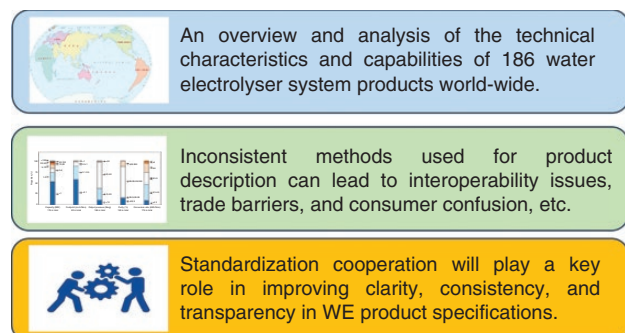 An overview and analysis of the technical
characteristics and capabilities of 186 water
electrolyser system products world-wide.
Inconsistent methods used for product
description can lead to interoperability issues,
trade barriers, and consumer confusion, etc.
Standardization cooperation will play a key
role in improving clarity, consistency, and
transparency in WE product specifications.